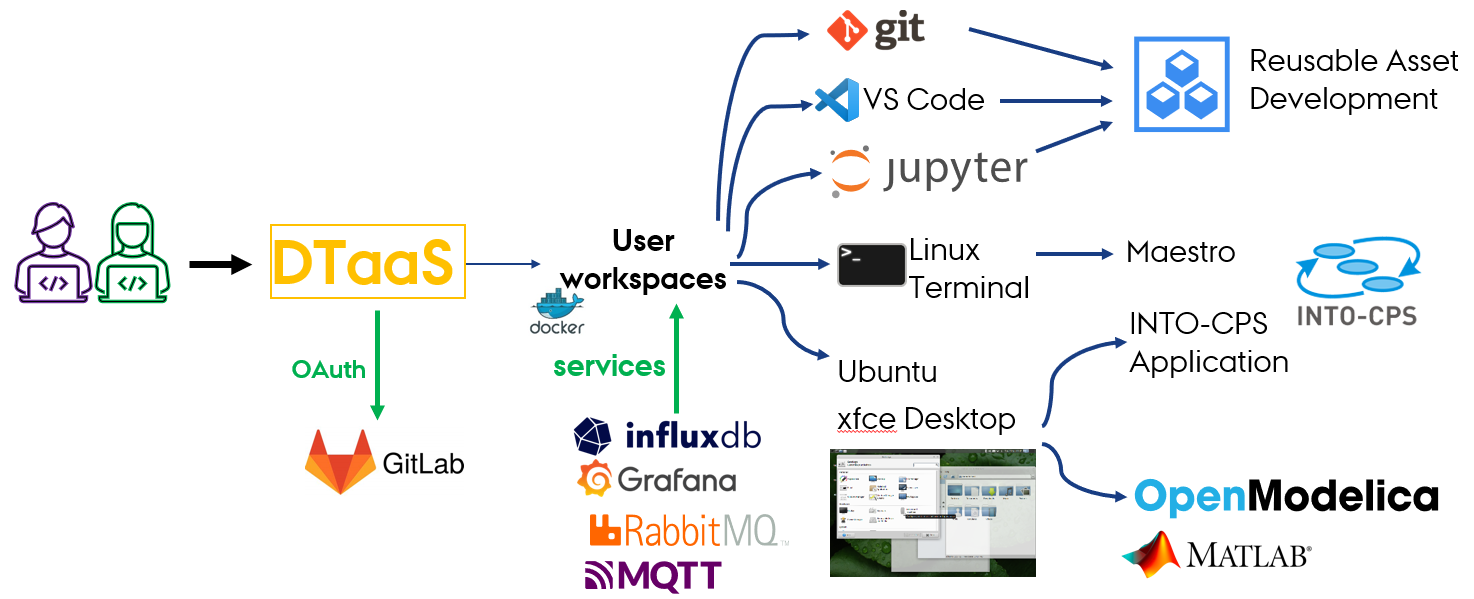 git
VS Code
jupyter
Reusable Asset
Development
DTaaS
User
workspaces
docker
>_
Linux
Terminal
Maestro
INTO-CPS
INTO-CPS
Application
OAuth
GitLab
services
influxdb
Grafana
RabbitMQ™
MQTT
Ubuntu
xfce Desktop
OpenModelica
MATLAB®